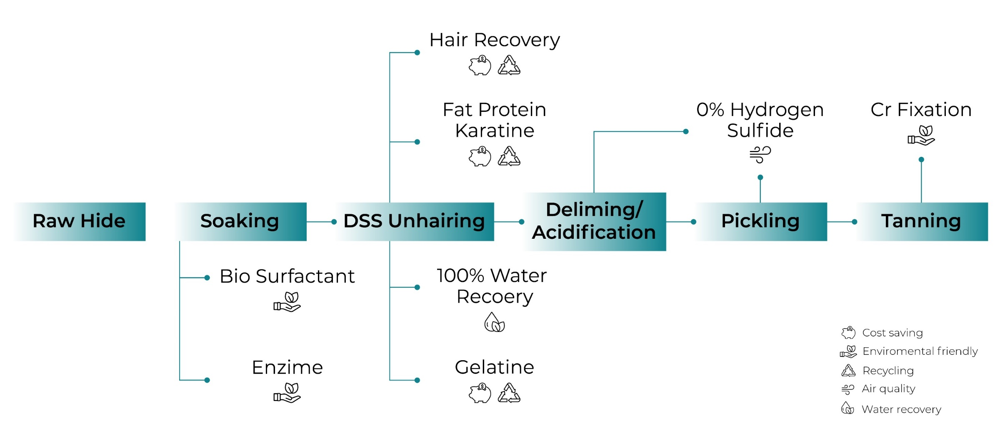 Hair Recovery
Fat Protein
Karatine
0% Hydrogen
Sulfide
Cr Fixation
Raw Hide
Soaking
DSS Unhairing
Deliming/
Acidification
Pickling
Tanning
Bio Surfactant
100% Water
Recoery
Enzime
Gelatine
Cost saving
Enviromental friendly
Recycling
Air quality
Water recovery